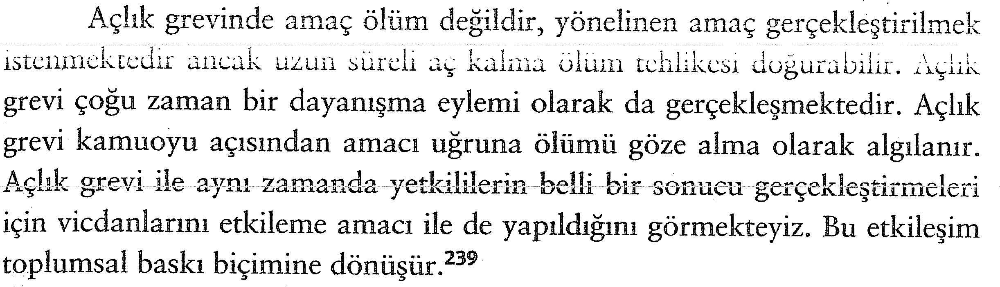 Açlık grevinde amaç ölüm değildir, yönelinen amaç gerçekleştirilmek
istenmektedir ancak uzun süreli aç kalma ölüm tehlikesi doğurabilir. Açlık
grevi çoğu zaman bir dayanışma eylemi olarak da gerçekleşmektedir. Açlık
grevi kamuoyu açısından amacı uğruna ölümü göze alma olarak algılanır.
Açlık grevi ile aynı zamanda yetkililerin belli bir sonucu gerçekleştirmeleri
için vicdanlarını etkileme amacı ile de yapıldığını görmekteyiz. Bu etkileşim
toplumsal baskı biçimine dönüşür.239